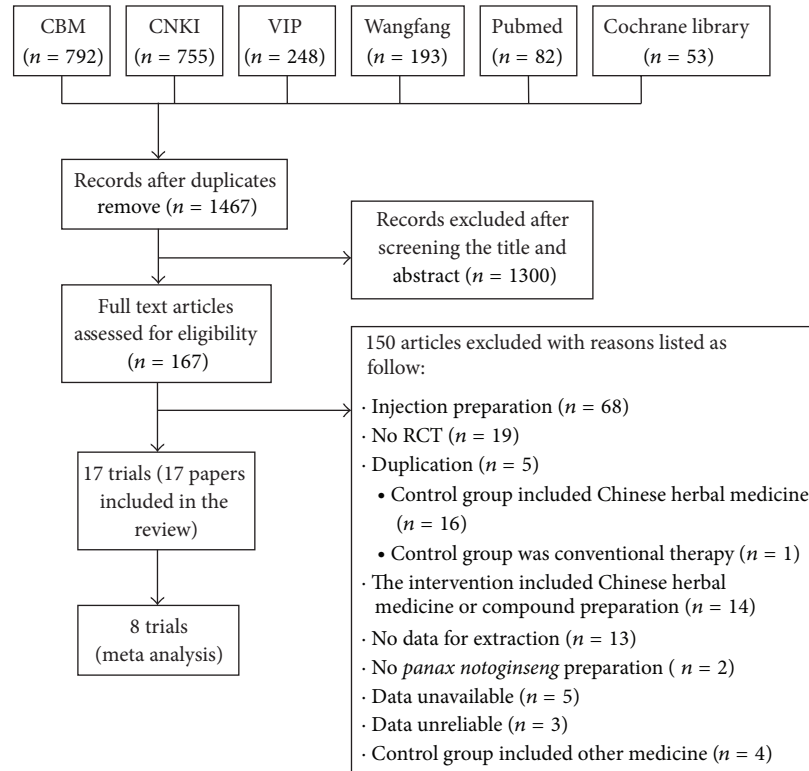 CBM
(n = 792)
CNKI
(n = 755)
VIP
(n = 248)
Wangfang
(n = 193)
Pubmed
(n = 82)
Cochrane library
(n = 53)
Records after duplicates
remove (n = 1467)
Records excluded after
screening the title and
abstract (n = 1300)
Full text articles
assessed for eligibility
(n = 167)
150 articles excluded with reasons listed as
follow:
· Injection preparation (n = 68)
· No RCT (n = 19)
· Duplication (n = 5)
• Control group included Chinese herbal medicine
(n = 16)
• Control group was conventional therapy (n = 1)
· The intervention included Chinese herbal
medicine or compound preparation (n = 14)
· No data for extraction (n = 13)
· No panax notoginseng preparation ( n = 2)
· Data unavailable (n = 5)
· Data unreliable (n = 3)
· Control group included other medicine (n = 4)
17 trials (17 papers
included in the
review)
8 trials
(meta analysis)